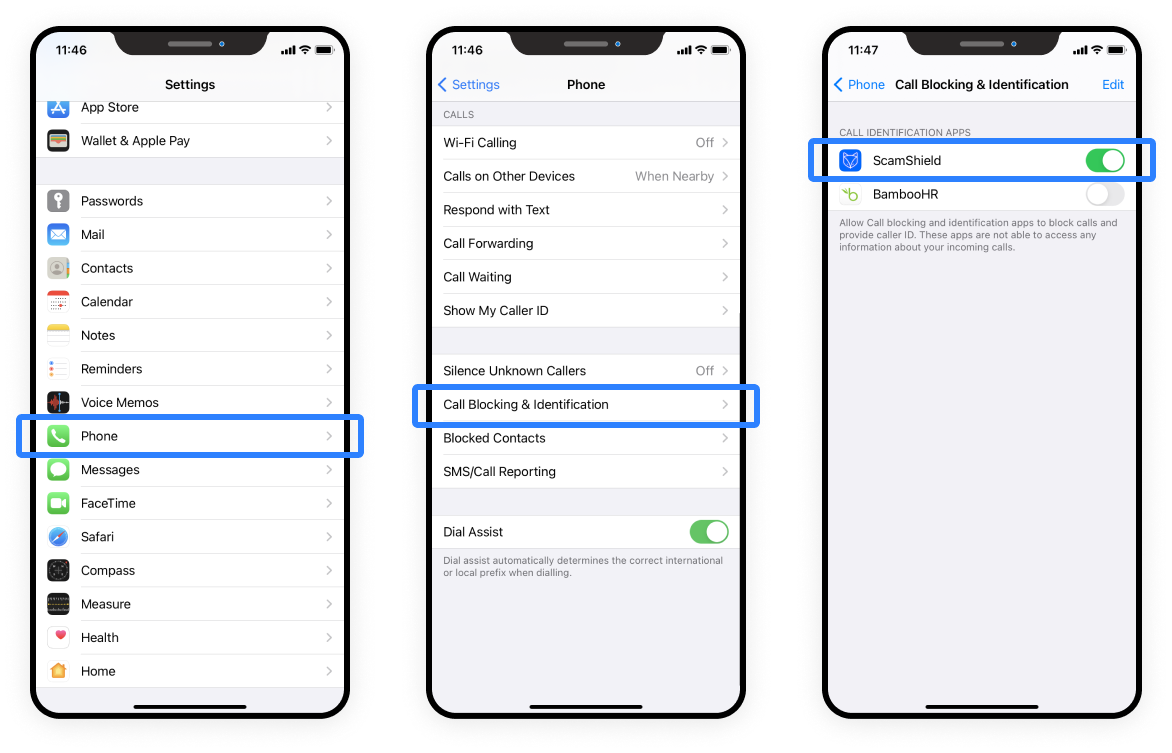 11:46
Settings
App Store
Wallet & Apple Pay
Passwords
Mail
Contacts
Calendar
Notes
Reminders
Voice Memos
Phone
Messages
FaceTime
Safari
Compass
Measure
Health
Home
11:46
Settings Phone
CALLS
Wi-Fi Calling Off
Calls on Other Devices When Nearby
Respond with Text
Call Forwarding
Call Waiting
Show My Caller ID
Silence Unknown Callers Off
Call Blocking & Identification
Blocked Contacts
SMS/Call Reporting
Dial Assist
Dial assist automatically determines the correct international
or local prefix when dialling.
11:47
Phone Call Blocking & Identification Edit
CALL IDENTIFICATION APPS
ScamShield
BambooHR
Allow Call blocking and identification apps to block calls and
provide caller ID. These apps are not able to access any
information about your incoming calls.